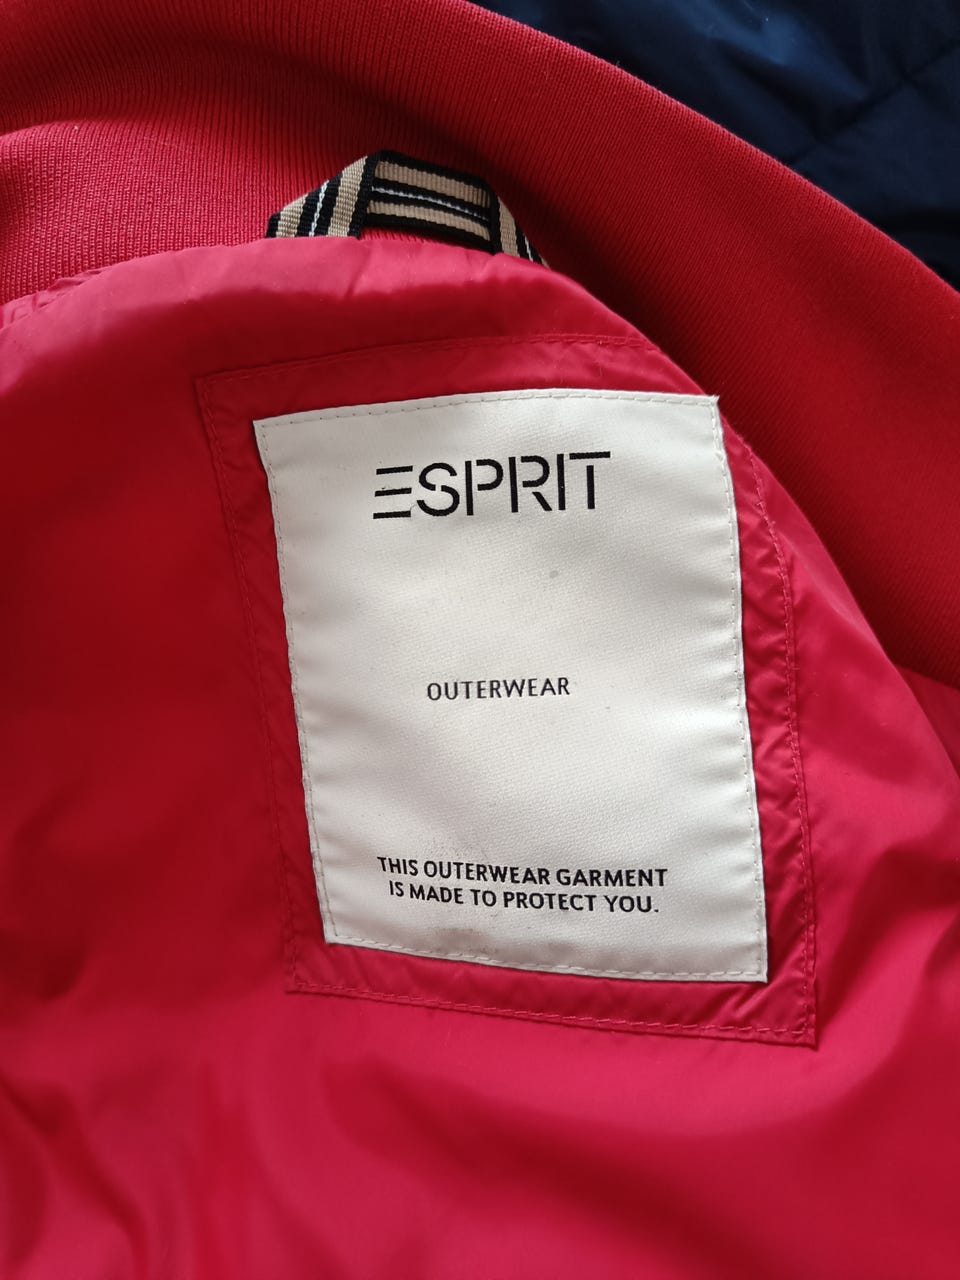 ESPRIT
OUTERWEAR
THIS OUTERWEAR GARMENT
IS MADE TO PROTECT YOU.